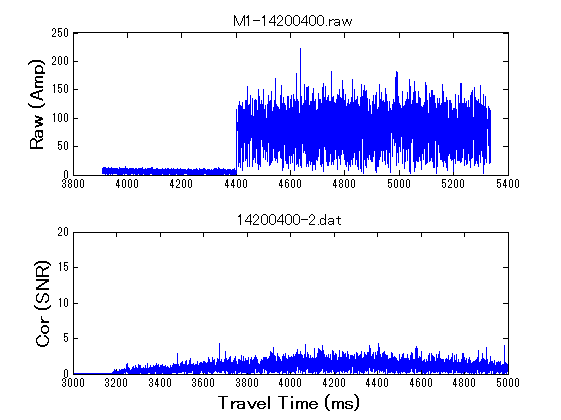 M1-14200400.raw
250
200
150
100
50
0
Raw (Amp)
3800 4000 4200 4400 4600 4800 5000 5200 5400
14200400-2.dat
20
15
10
5
0
Cor (SNR)
3000 3200 3400 3600 3800 4000 4200 4400 4600 4800 5000
Travel Time (ms)